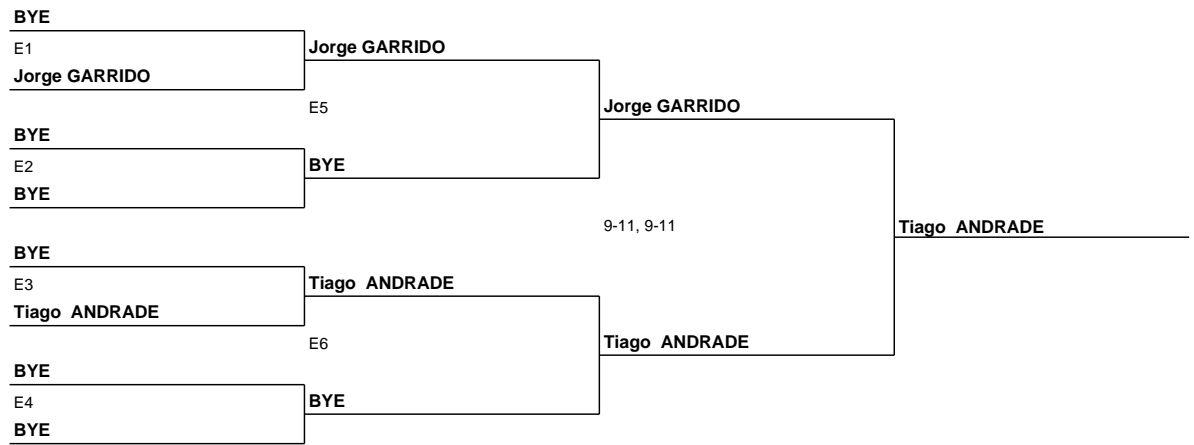 BYE
E1
Jorge GARRIDO
Jorge GARRIDO
E5
Jorge GARRIDO
BYE
E2
BYE
BYE
9-11, 9-11
Tiago ANDRADE
BYE
E3
Tiago ANDRADE
Tiago ANDRADE
E6
Tiago ANDRADE
BYE
E4
BYE
BYE